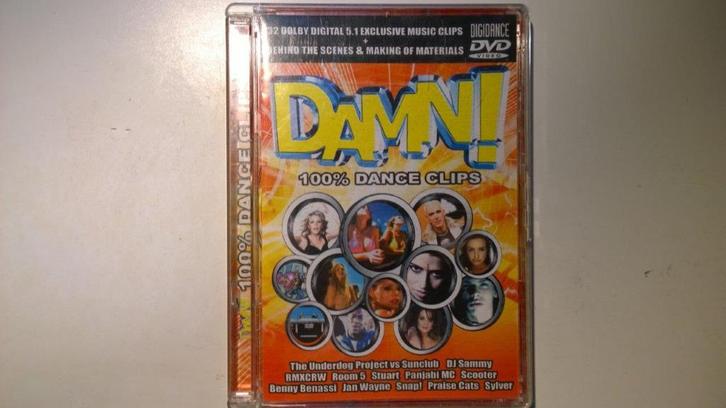 32 DOLBY DIGITAL 5.1 EXCLUSIVE MUSIC CLIPS
+
BEHIND THE SCENES & MAKING OF MATERIALS
DIGIDANCE
DVD
VIDEO
DAMN!
100% DANCE CLIPS
100% DANCE
The Underdog Project vs Sunclub DJ Sammy
RMXCRW Room 5 Stuart Panjabi MC Scooter
Benny Benassi Jan Wayne Snap! Praise Cats Sylver